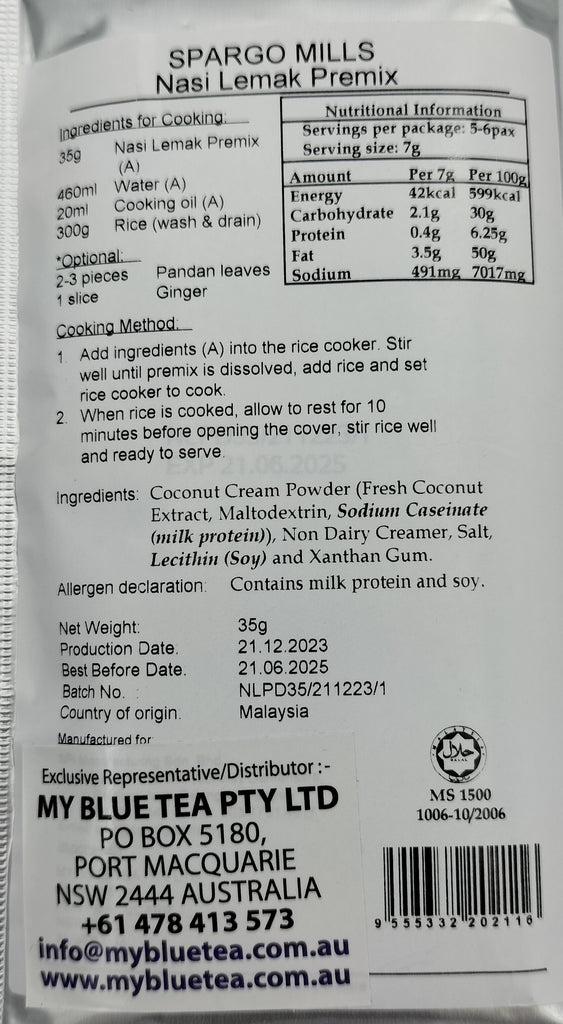 SPARGO MILLS
Nasi Lemak Premix
Ingredients for Cooking:
35g Nasi Lemak Premix
(A)
460ml Water (A)
20ml Cooking oil (A)
300g Rice (wash & drain)
*Optional:
2-3 pieces Pandan leaves
1 slice Ginger
Nutritional Information
Servings per package: 5-6pax
Serving size: 7g
Amount Per 7g Per 100g
Energy 42kcal 599kcal
Carbohydrate 2.1g 30g
Protein 0.4g 6.25g
Fat 3.5g 50g
Sodium 491mg 7017mg
Cooking Method:
1. Add ingredients (A) into the rice cooker. Stir
well until premix is dissolved, add rice and set
rice cooker to cook.
2. When rice is cooked, allow to rest for 10
minutes before opening the cover, stir rice well
and ready to serve.
EXP 21.06.2025
Ingredients: Coconut Cream Powder (Fresh Coconut
Extract, Maltodextrin, Sodium Caseinate
(milk protein)), Non Dairy Creamer, Salt,
Lecithin (Soy) and Xanthan Gum.
Allergen declaration: Contains milk protein and soy.
Net Weight: 35g
Production Date. 21.12.2023
Best Before Date. 21.06.2025
Batch No. : NLPD35/211223/1
Country of origin. Malaysia
Manufactured for
Exclusive Representative/Distributor :-
MY BLUE TEA PTY LTD
PO BOX 5180,
PORT MACQUARIE
NSW 2444 AUSTRALIA
+61 478 413 573
info@mybluetea.com.au
www.mybluetea.com.au
حلال
HALAL
MS 1500
1006-10/2006
9 555332 202116